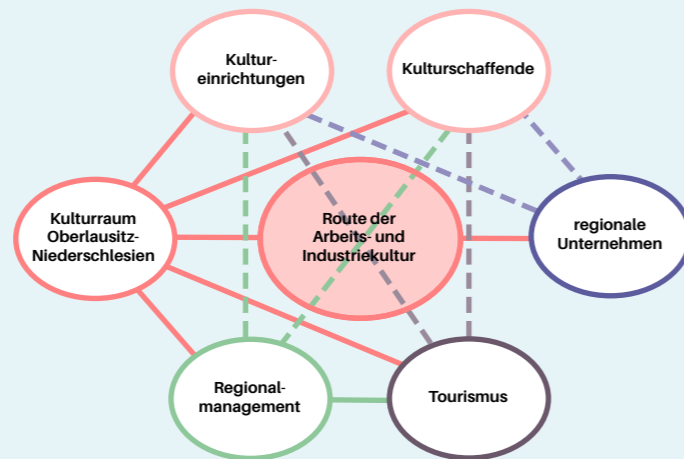 Kultur-
einrichtungen
Kulturschaffende
Kulturraum
Oberlausitz-
Niederschlesien
Route der
Arbeits- und
Industriekultur
regionale
Unternehmen
Regional-
management
Tourismus